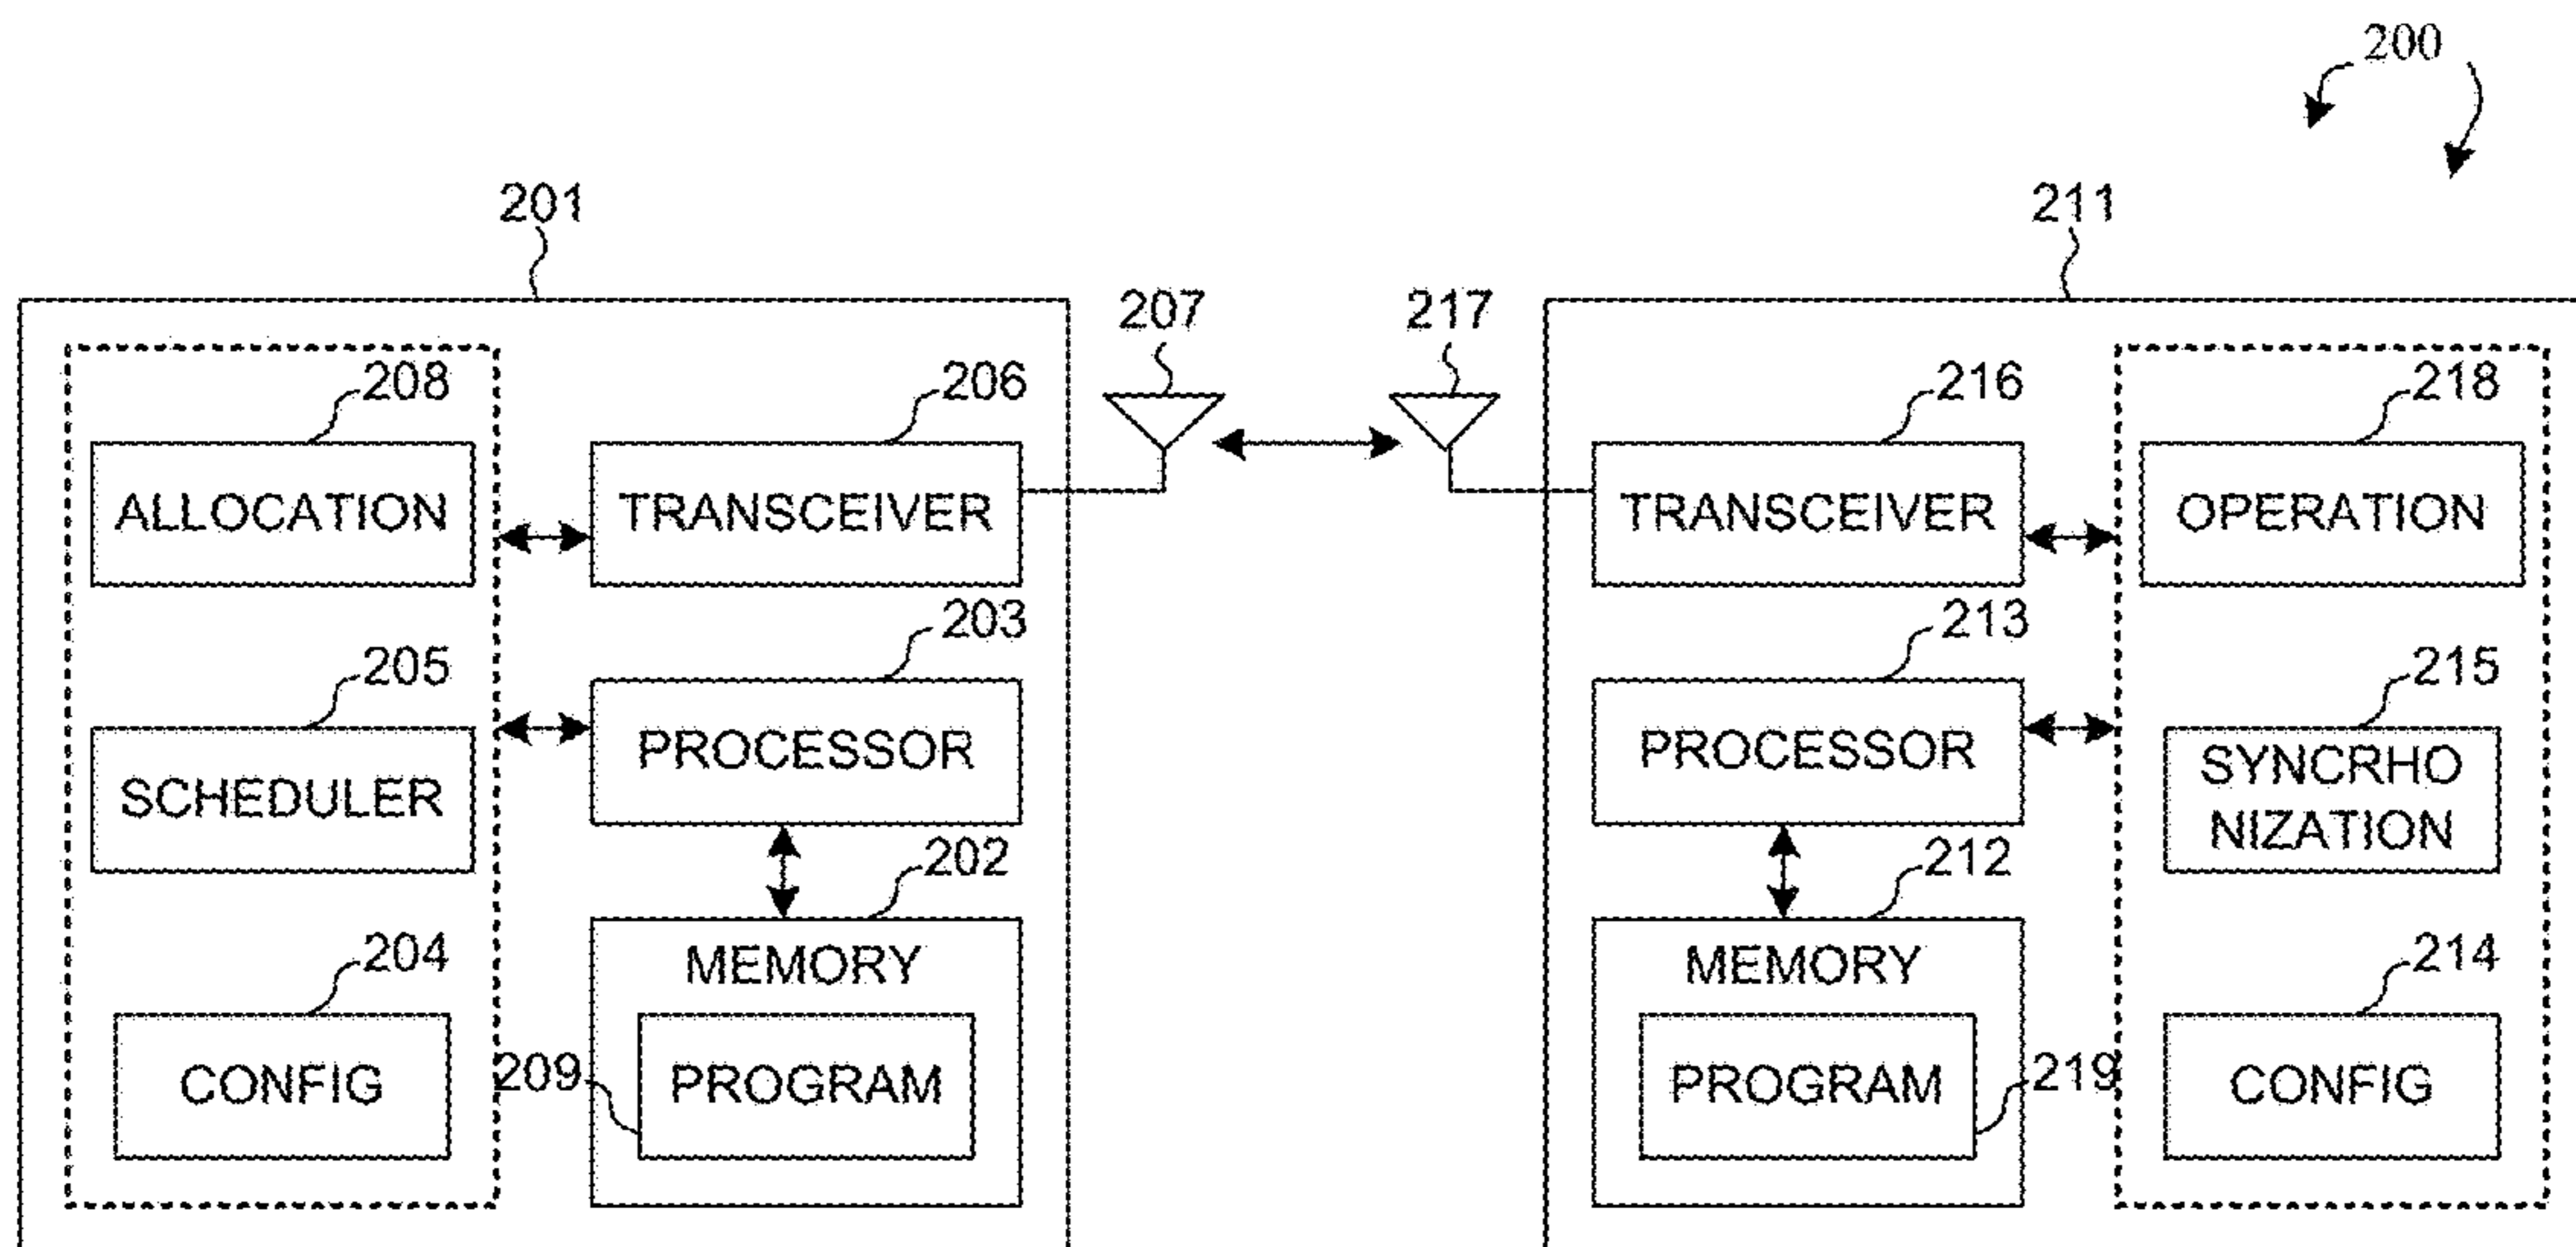 200
201
211
207
217
208
206
216
218
ALLOCATION
TRANSCEIVER
TRANSCEIVER
OPERATION
203
213
205
215
SCHEDULER
PROCESSOR
PROCESSOR
SYNCRHO
NIZATION
202
212
204
214
MEMORY
MEMORY
CONFIG
209
PROGRAM
PROGRAM
219
CONFIG